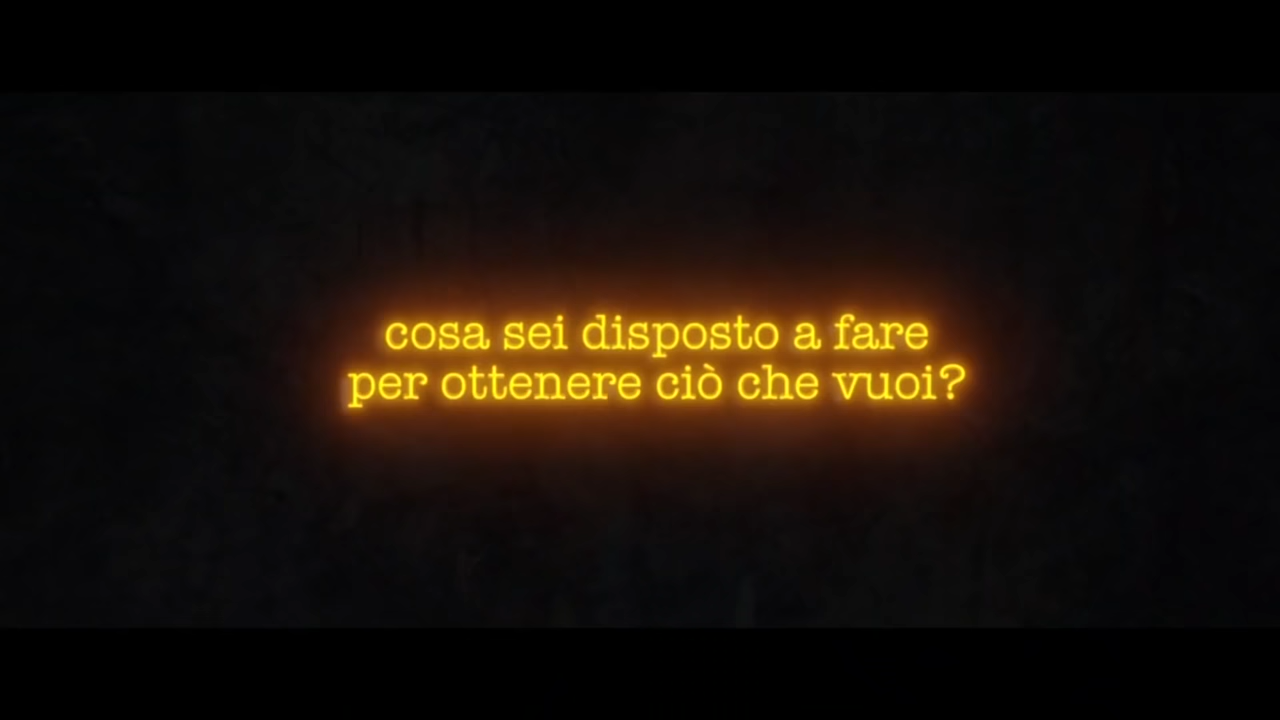 cosa sei disposto a fare
per ottenere ciò che vuoi?